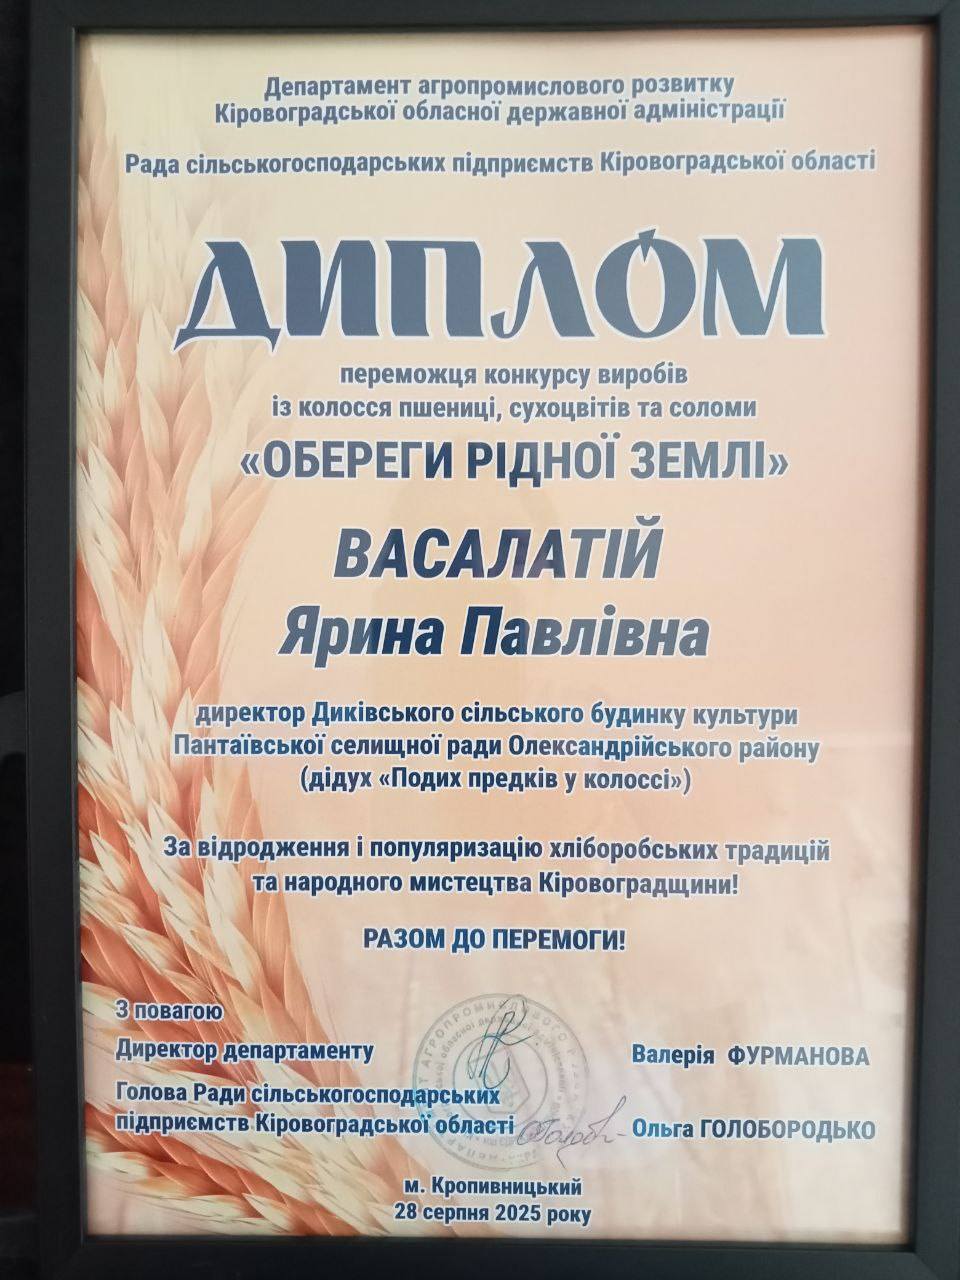 Департамент агропромислового розвитку
Кіровоградської обласної державної адміністрації
Рада сільськогосподарських підприємств Кіровоградської області
ДИПЛОМ
переможця конкурсу виробів
із колосся пшениці, сухоцвітів та соломи
«ОБЕРЕГИ РІДНОЇ ЗЕМЛІ»
ВАСАЛАТІЙ
Ярина Павлівна
директор Диківського сільського будинку культури
Пантаївської селищної ради Олександрійського району
(дідух «Подих предків у колоссі»)
За відродження і популяризацію хліборобських традицій
та народного мистецтва Кіровоградщини!
РАЗОМ ДО ПЕРЕМОГИ!
З повагою
Директор департаменту
Валерія ФУРМАНОВА
Голова Ради сільськогосподарських
підприємств Кіровоградської області
Ольга ГОЛОБОРОДЬКО
м. Кропивницький
28 серпня 2025 року